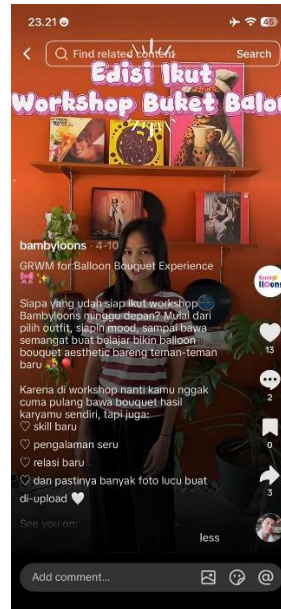 23.21
45
Find related content
Search
Edisi Ikut
Workshop Buket Balon
bambyloons · 4-10
GRWM for Balloon Bouquet Experience
Siapa yang udah siap ikut workshop
Bambyloons minggu depan? Mulai dari
pilih outfit, siapin mood, sampai bawa
semangat buat belajar bikin balloon
bouquet aesthetic bareng teman-teman
baru
Karena di workshop nanti kamu nggak
cuma pulang bawa bouquet hasil
karyamu sendiri, tapi juga:
♡ skill baru
♡ pengalaman seru
♡ relasi baru
♡ dan pastinya banyak foto lucu buat
di-upload 🤍
See you on:
less
13
2
0
3
Add comment...